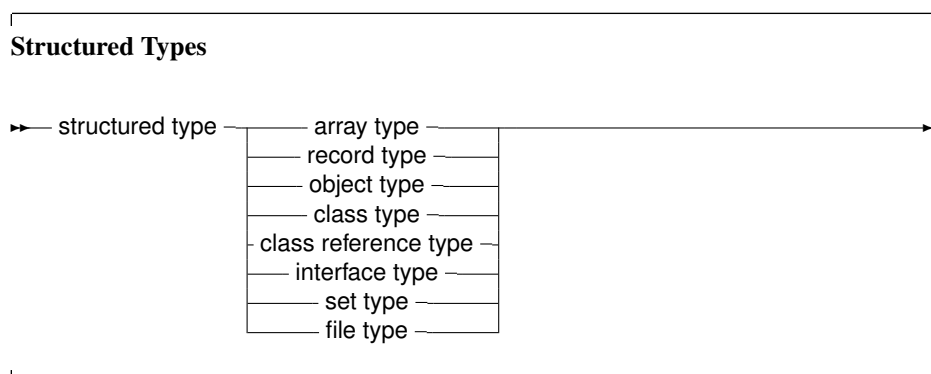 Structured Types
structured type array type
record type
object type
class type
class reference type
interface type
set type
file type